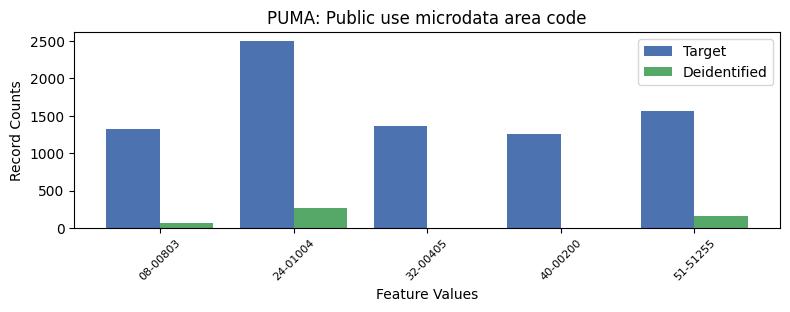 PUMA: Public use microdata area code
Target
Deidentified
Record Counts
2500
2000
1500
1000
500
0
08-00803
24-01004
32-00405
40-00200
51-51255
Feature Values